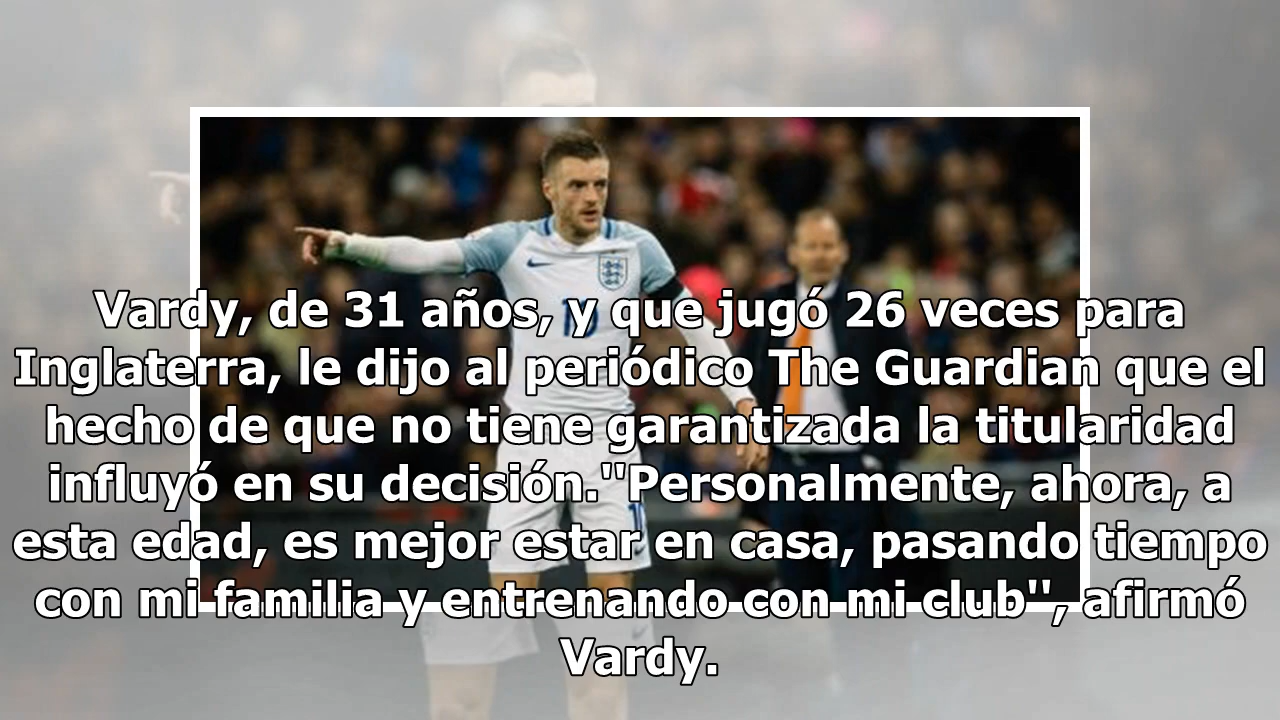 Vardy, de 31 años, y que jugó 26 veces para
Inglaterra, le dijo al periódico The Guardian que el
hecho de que no tiene garantizada la titularidad
influyó en su decisión."Personalmente, ahora, a
esta edad, es mejor estar en casa, pasando tiempo
con mi familia y entrenando con mi club", afirmó
Vardy.